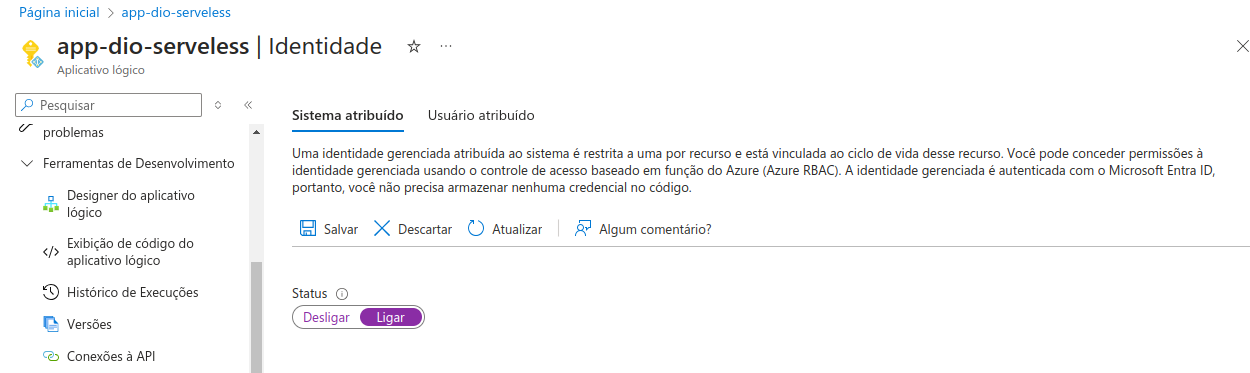 Página inicial > app-dio-serveless
app-dio-serveless | Identidade
Aplicativo lógico
Pesquisar
problemas
Ferramentas de Desenvolvimento
Designer do aplicativo
lógico
Exibição de código do
aplicativo lógico
Histórico de Execuções
Versões
Conexões à API
Sistema atribuído Usuário atribuído
Uma identidade gerenciada atribuída ao sistema é restrita a uma por recurso e está vinculada ao ciclo de vida desse recurso. Você pode conceder permissões à
identidade gerenciada usando o controle de acesso baseado em função do Azure (Azure RBAC). A identidade gerenciada é autenticada com o Microsoft Entra ID,
portanto, você não precisa armazenar nenhuma credencial no código.
Salvar Descartar Atualizar Algum comentário?
Status
Desligar Ligar